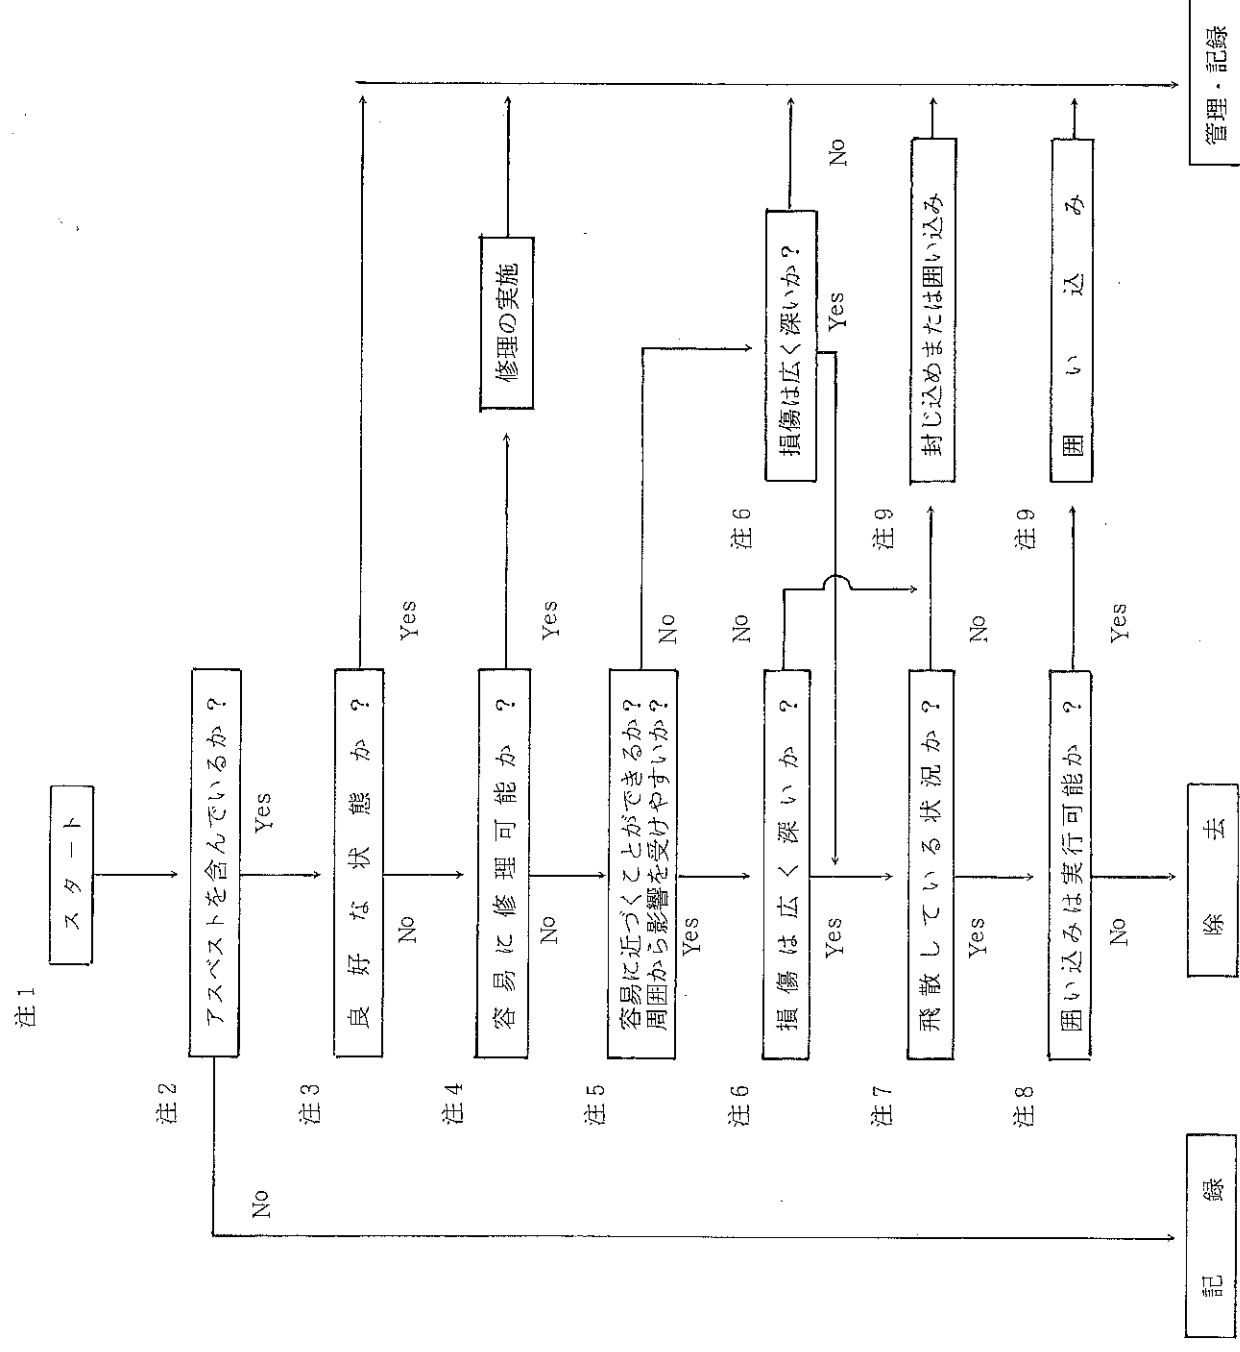 注1
スタート
注2
アスベストを含んでいるか？
No
Yes
注3
良好な状態か？
Yes
No
注4
容易に修理可能か？
Yes
修理の実施
No
注5
容易に近づくことができるか？
周囲から影響を受けやすいか？
No
Yes
注6
損傷は広く深いか？
No
Yes
注6
損傷は広く深いか？
No
Yes
注7
飛散している状況か？
No
Yes
注9
封じ込めまたは囲い込み
注8
囲い込みは実行可能か？
Yes
No
注9
囲い込み
記録
除去
管理・記録